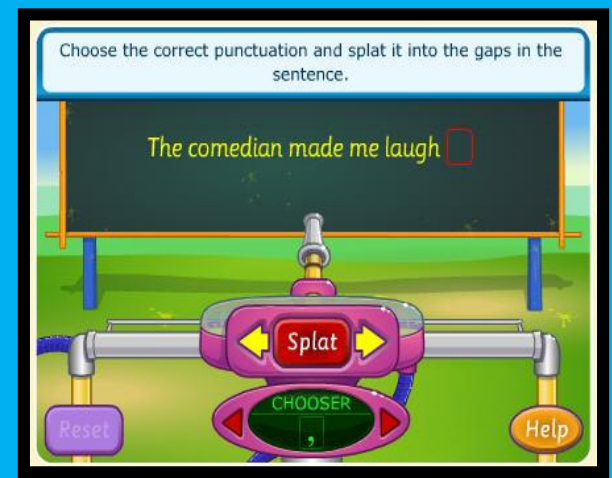 Choose the correct punctuation and splat it into the gaps in the
sentence.
The comedian made me laugh
Splat
CHOOSER
,
Reset
Help